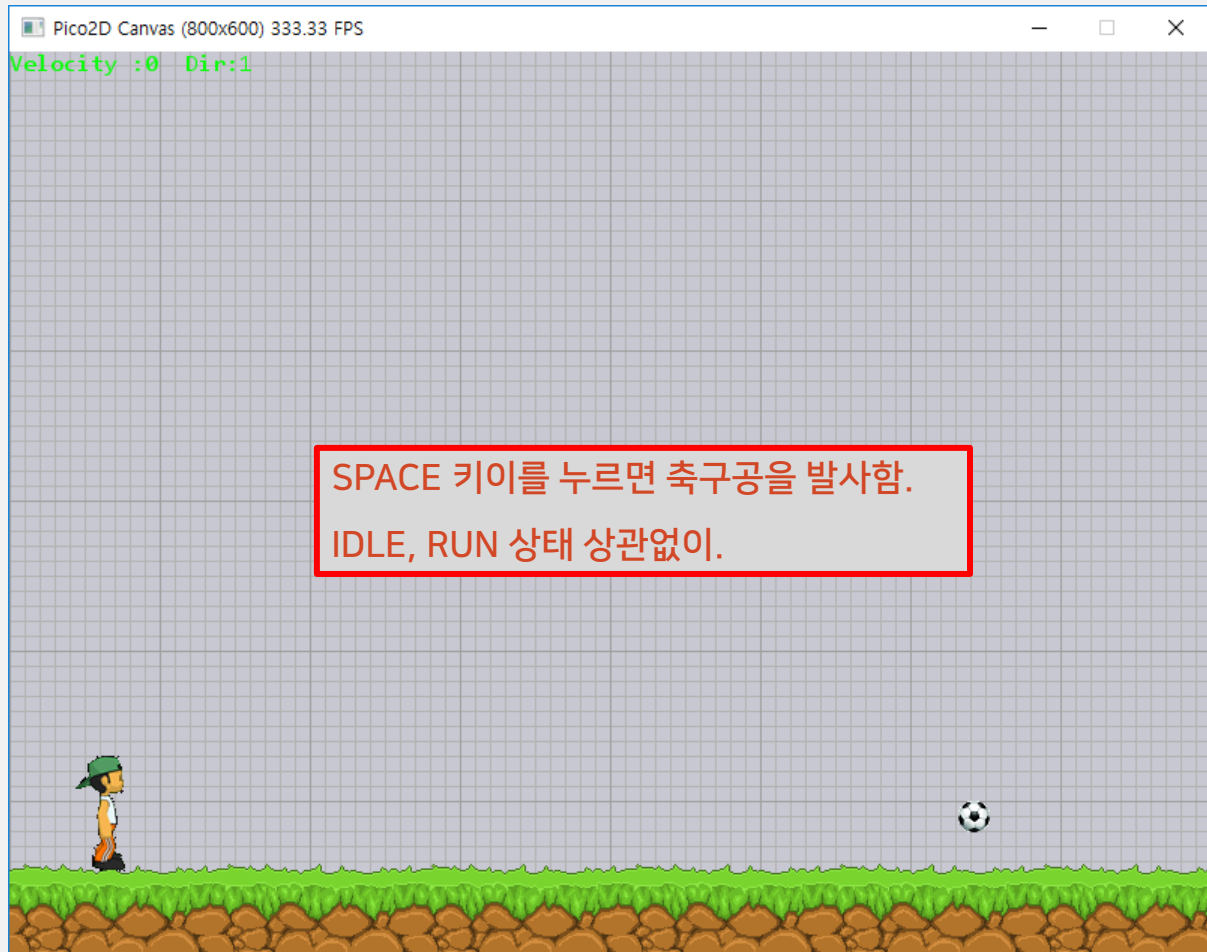 Pico2D Canvas (800x600) 333.33 FPS
Velocity :0  Dir:1
SPACE 키이를 누르면 축구공을 발사함.
IDLE, RUN 상태 상관없이.